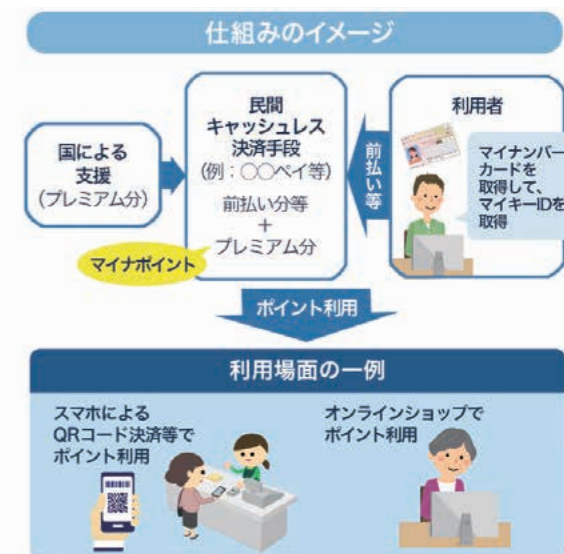 仕組みのイメージ
国による
支援
(プレミアム分)
民間
キャッシュレス
決済手段
(例:○○ペイ等)
前払い分等
+
プレミアム分
マイナポイント
前払い等
利用者
マイナンバー
カードを
取得して、
マイキーIDを
取得
ポイント利用
利用場面の一例
スマホによる
QRコード決済等で
ポイント利用
オンラインショップで
ポイント利用